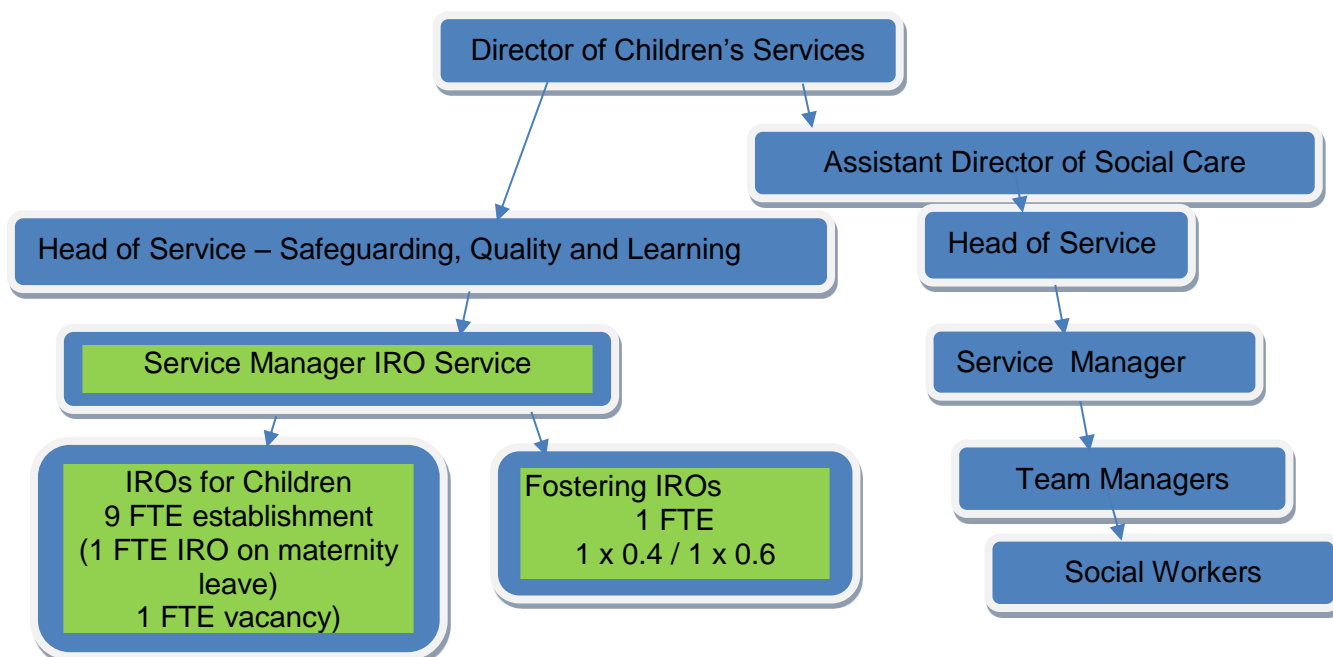 Director of Children’s Services
Assistant Director of Social Care
Head of Service – Safeguarding, Quality and Learning
Head of Service
Service Manager IRO Service
Service  Manager
IROs for Children
9 FTE establishment
(1 FTE IRO on maternity
leave)
1 FTE vacancy)
Fostering IROs
1 FTE
1 x 0.4 / 1 x 0.6
Team Managers
Social Workers